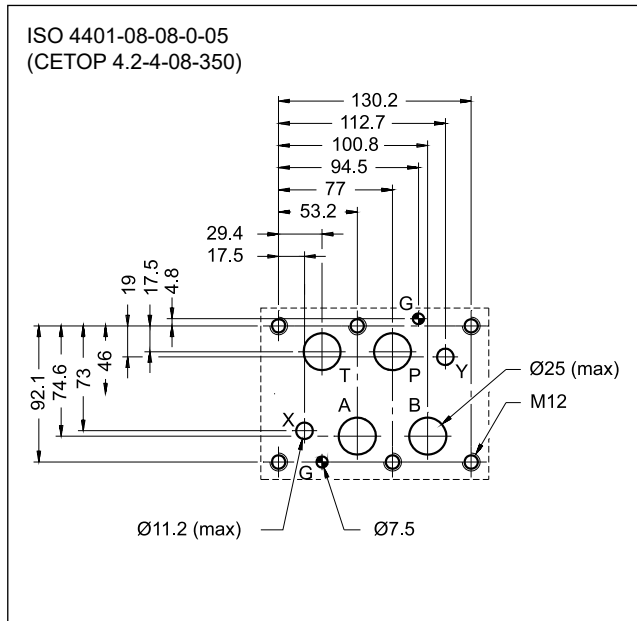 ISO 4401-08-08-0-05
(CETOP 4.2-4-08-350)
130.2
112.7
100.8
94.5
77
53.2
29.4
17.5
19
17.5
4.8
92.1
74.6
73
46
G
T
P
Y
Ø25 (max)
X
A
B
M12
G
Ø11.2 (max)
Ø7.5